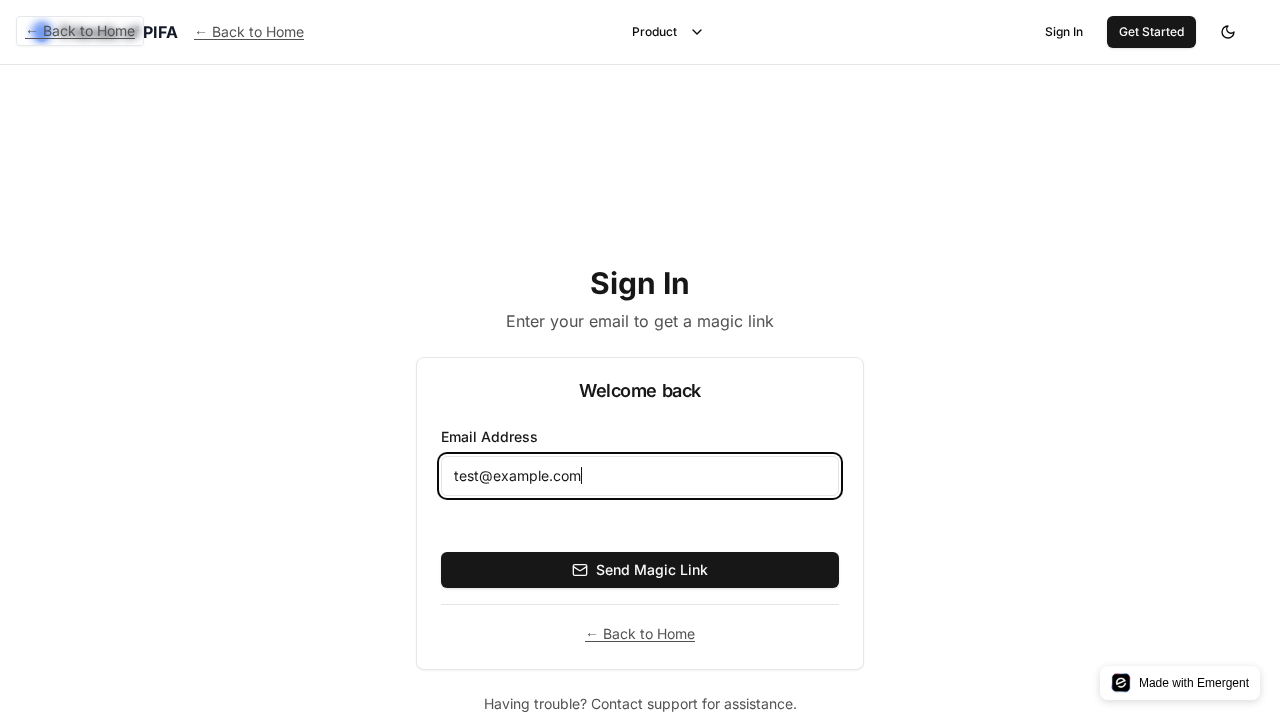 ← Back to Home
PIFA
← Back to Home
Product
Sign In
Get Started
Sign In
Enter your email to get a magic link
Welcome back
Email Address
test@example.com
Send Magic Link
← Back to Home
Having trouble? Contact support for assistance.
Made with Emergent